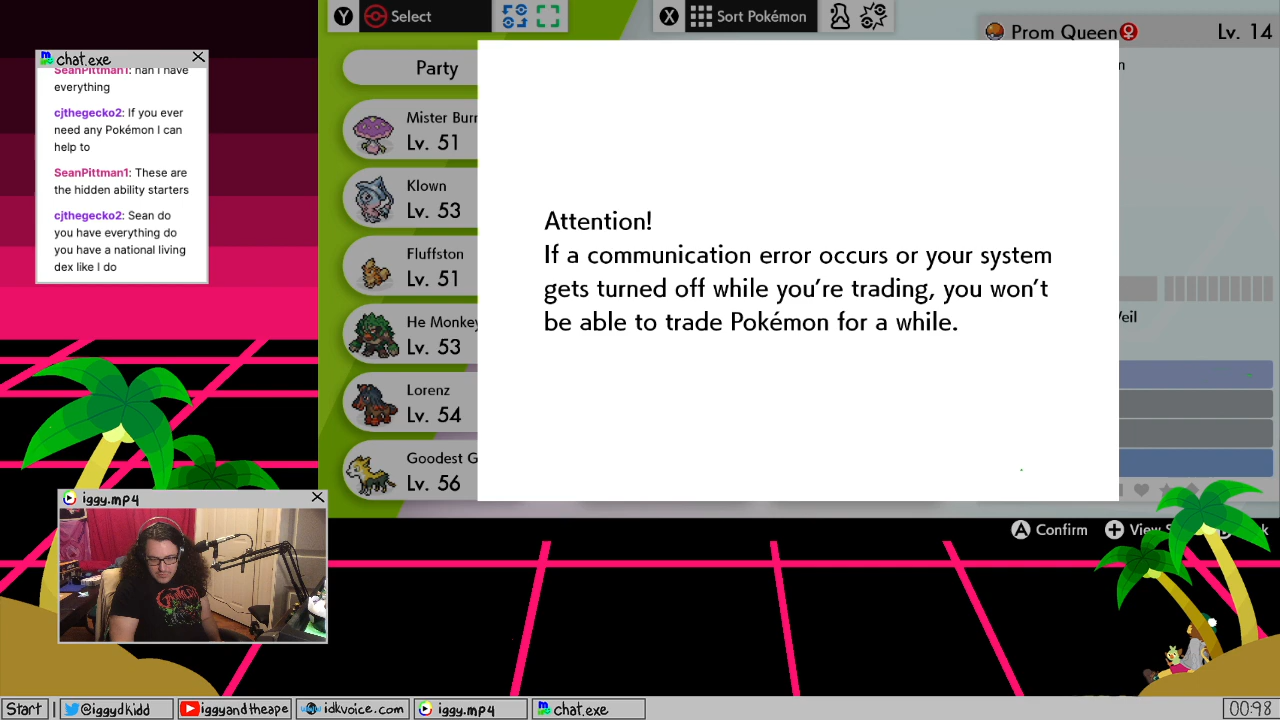 Y Select
X Sort Pokémon
Prom Queen♀ Lv. 14
chat.exe
SeanPittman1: nah I have
everything
cjthegecko2: If you ever
need any Pokémon I can
help to
SeanPittman1: These are
the hidden ability starters
cjthegecko2: Sean do
you have everything do
you have a national living
dex like I do
Party
Mister Burn
Lv. 51
Klown
Lv. 53
Fluffston
Lv. 51
He Monkey
Lv. 53
Lorenz
Lv. 54
Goodest G
Lv. 56
Attention!
If a communication error occurs or your system
gets turned off while you're trading, you won't
be able to trade Pokémon for a while.
n
Veil
iggy.mp4
A Confirm + View S
k
Start | @iggydkidd iggyandtheape idkvoice.com iggy.mp4 chat.exe 00:98